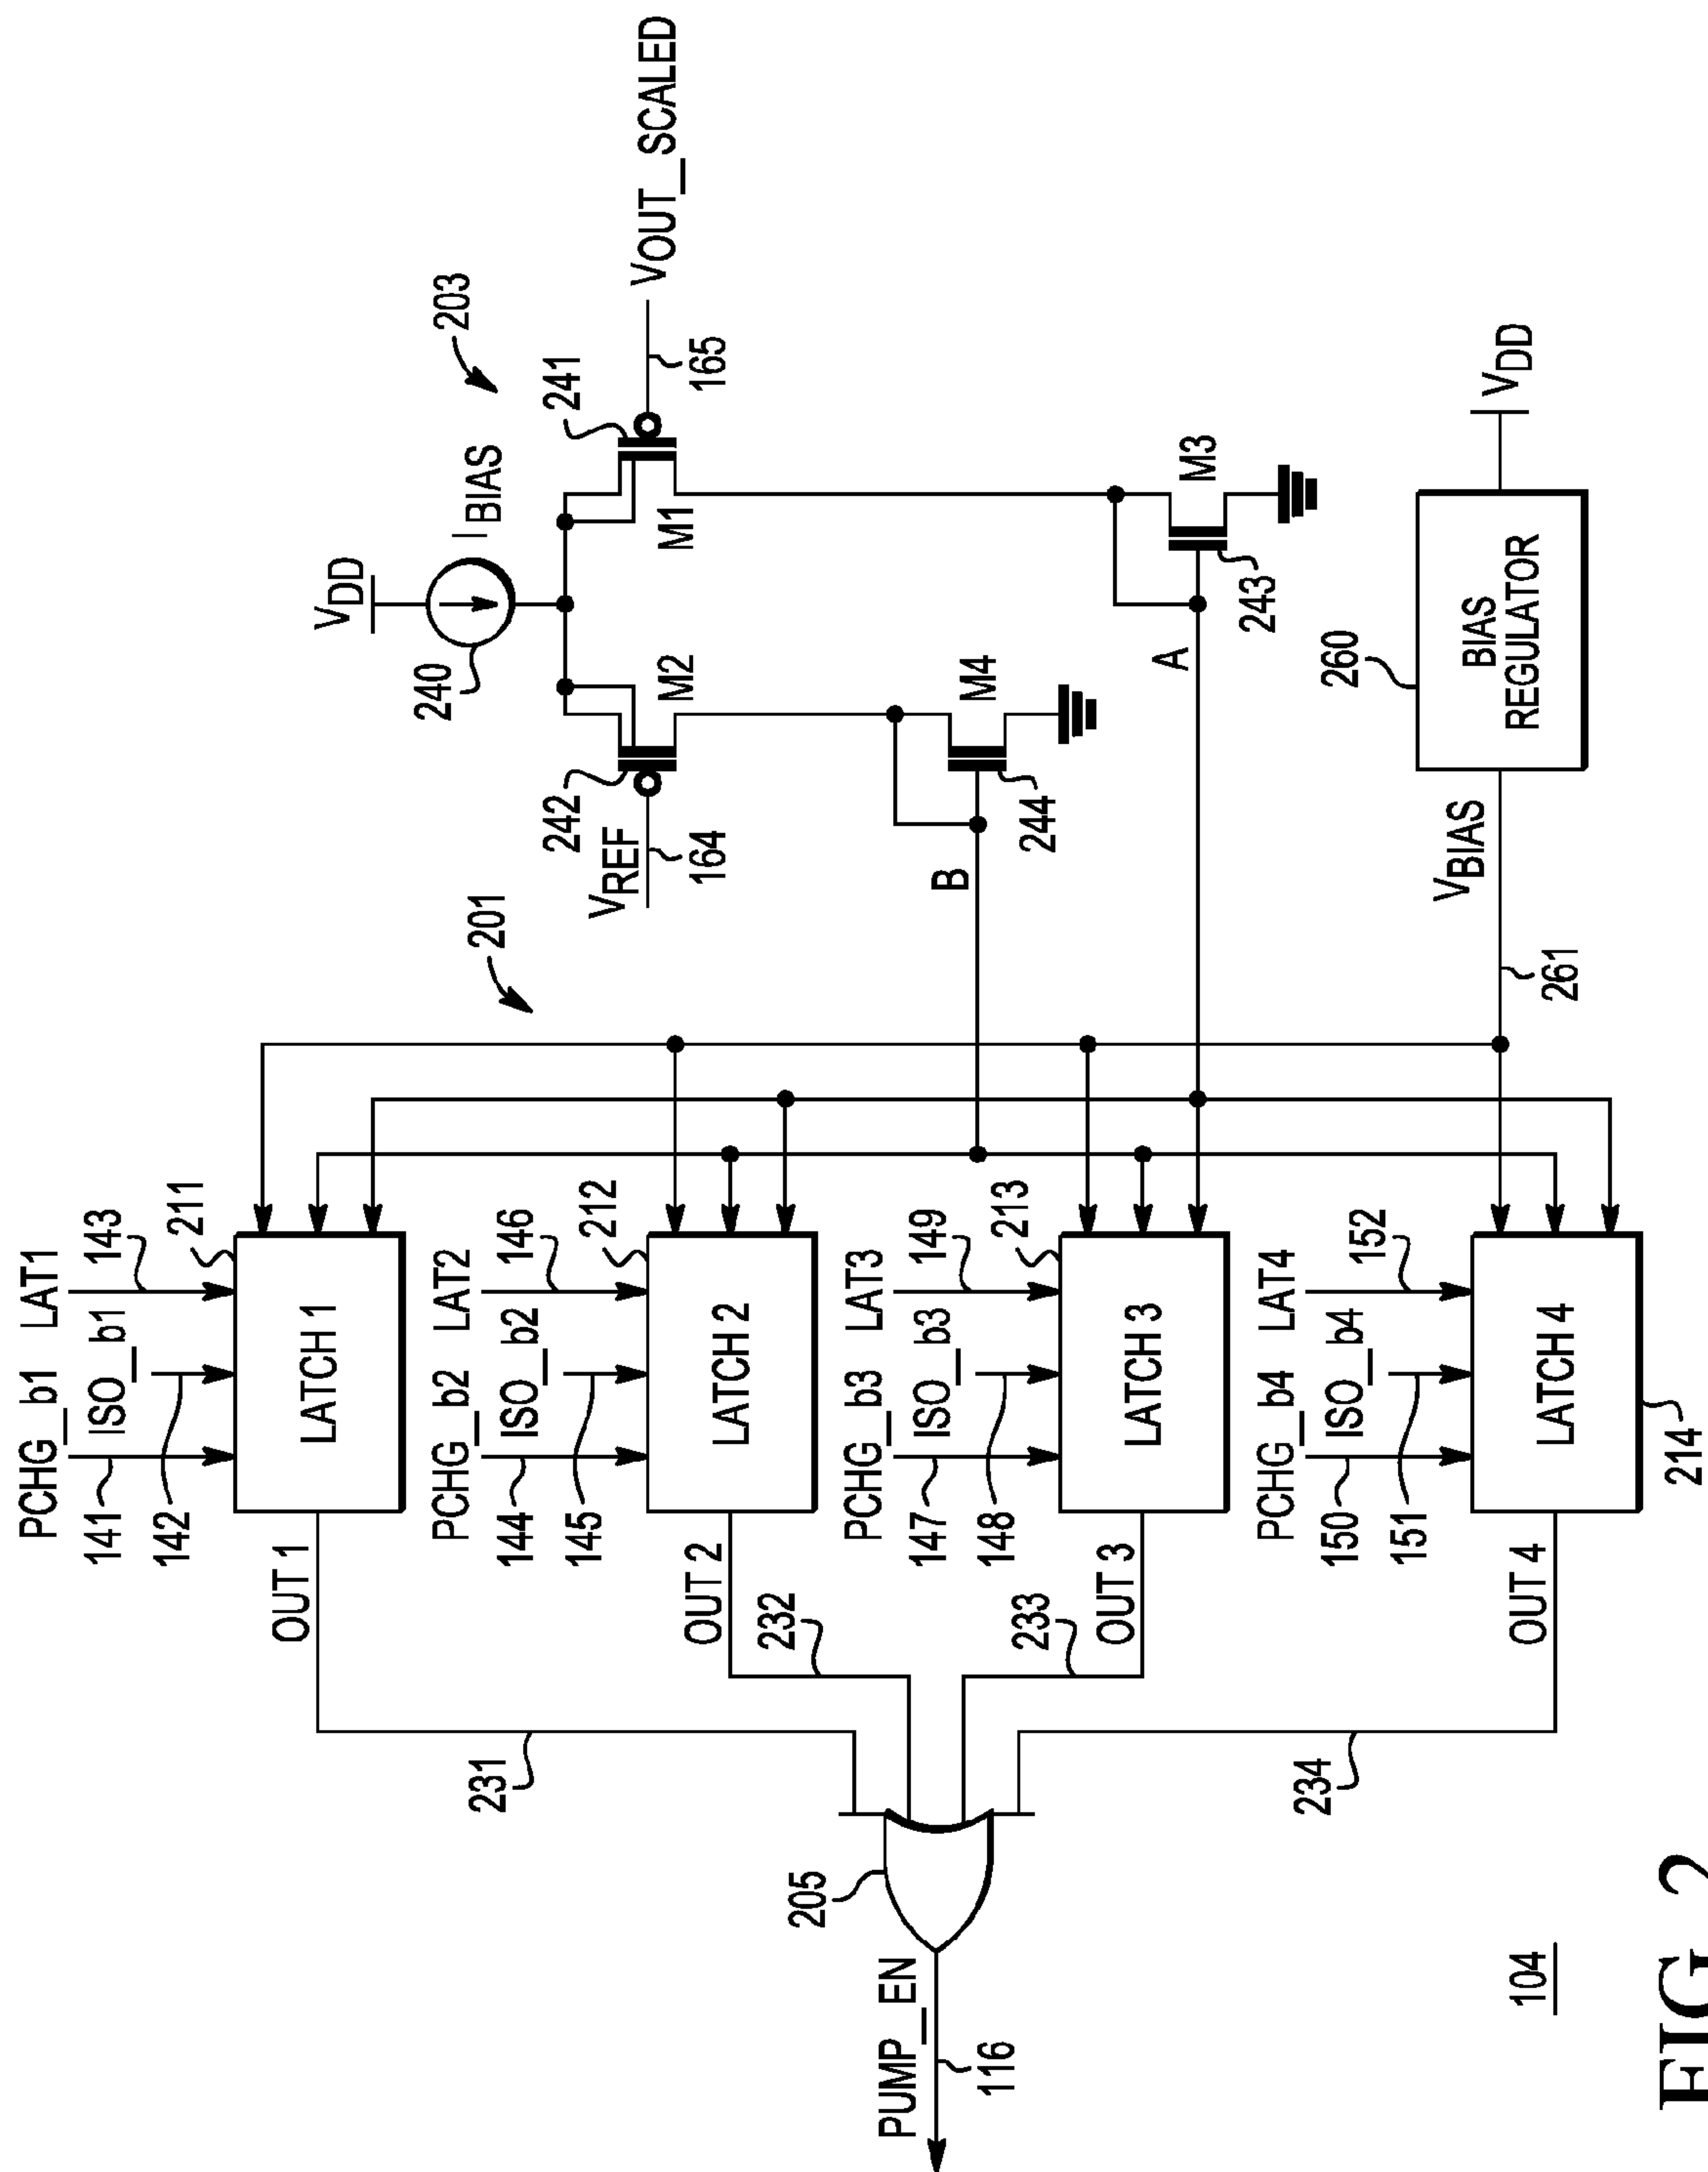 PCHG_b1 LAT1
141
ISO_b1
143
142
211
LATCH 1
OUT 1
231
PCHG_b2 LAT2
144
ISO_b2
146
145
212
LATCH 2
OUT 2
232
PCHG_b3 LAT3
147
ISO_b3
149
148
213
LATCH 3
OUT 3
233
PCHG_b4 LAT4
150
ISO_b4
152
151
214
LATCH 4
OUT 4
234
205
PUMP_EN
116
201
203
VDD
IBIAS
240
241
M1
VOUT_SCALED
165
242
M2
VREF
164
M4
244
B
M3
243
A
260
BIAS
REGULATOR
VDD
VBIAS
261
104
FIG. 2